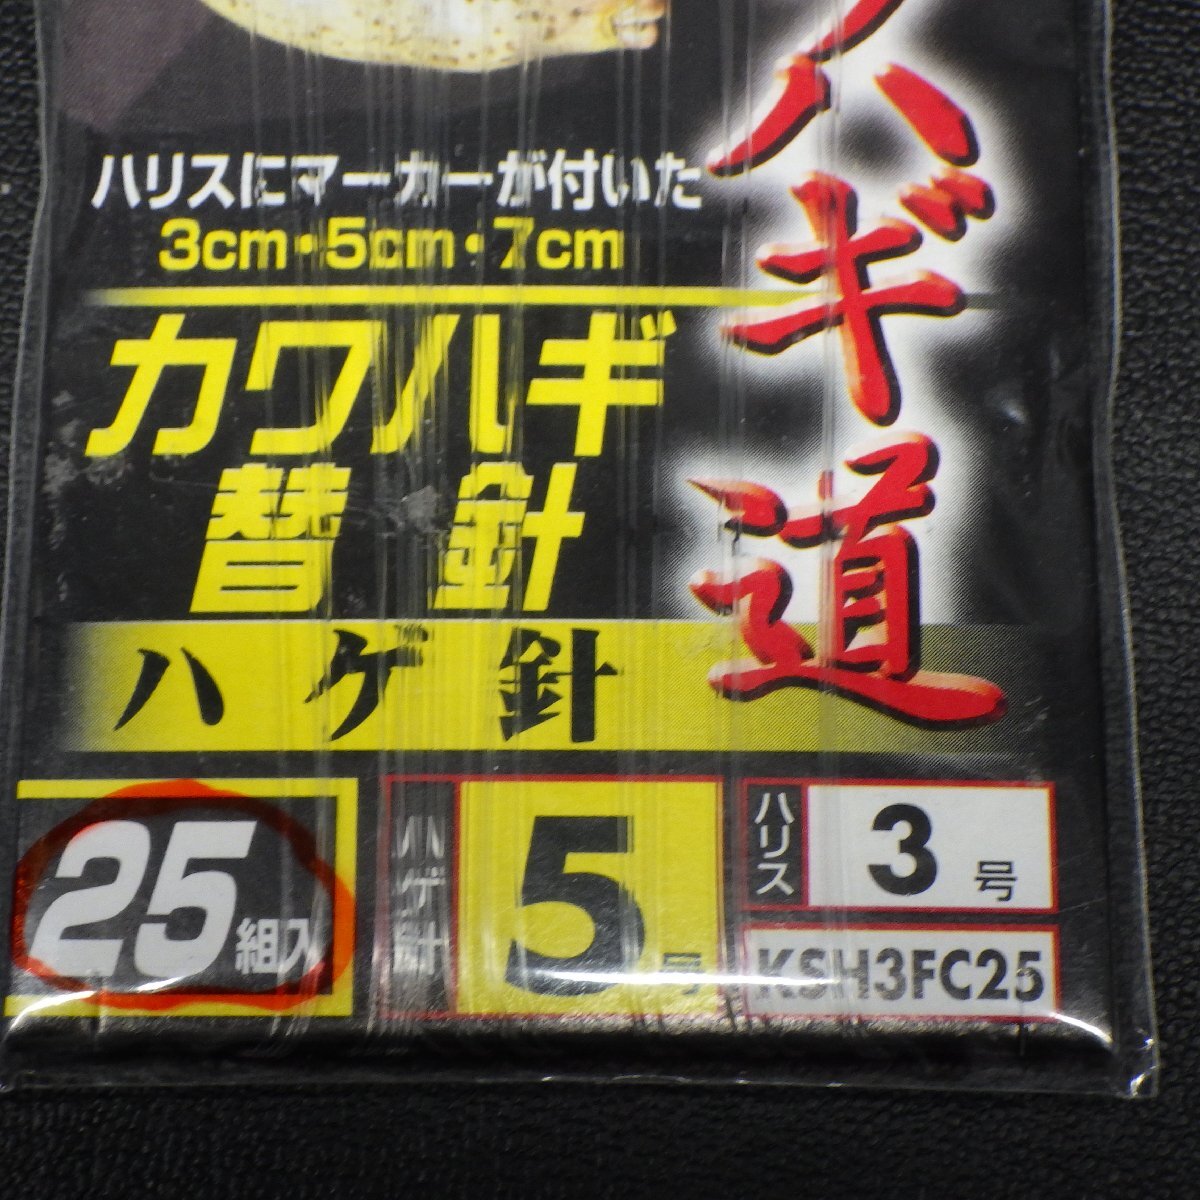 ハギ道
ハリスにマーカーが付いた
3cm・5cm・7cm
カワハギ
替針
ハゲ針
25組入
ハゲ針
5号
ハリス
3号
KSH3FC25